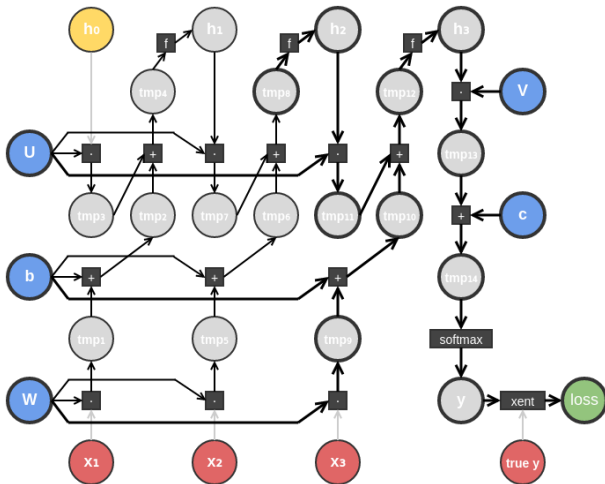 h₀
h₁
h₂
h₃
f
f
f
tmp₄
tmp₈
tmp₁₂
·
V
U
·
+
·
+
·
+
tmp₁₃
tmp₃
tmp₂
tmp₇
tmp₆
tmp₁₁
tmp₁₀
+
c
b
+
+
+
tmp₁₄
tmp₁
tmp₅
tmp₉
softmax
W
·
·
·
y
xent
loss
x₁
x₂
x₃
true y